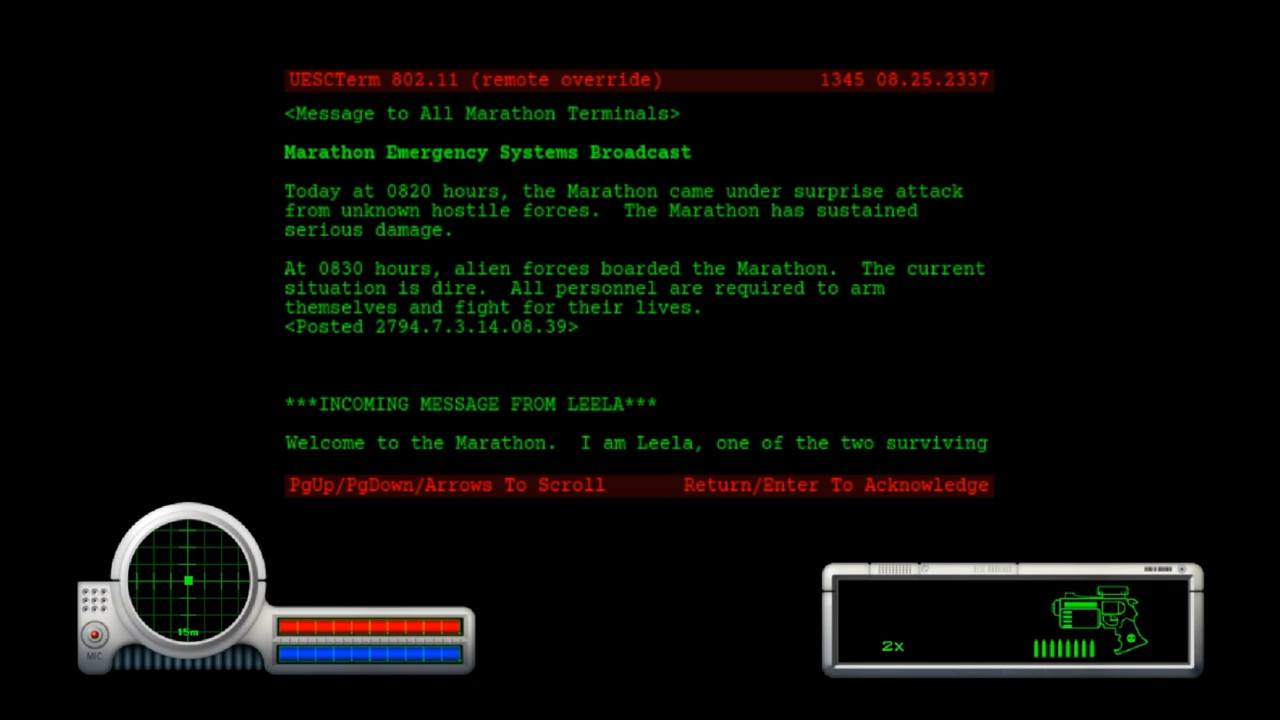 UESCTerm 802.11 (remote override) 1345 08.25.2337
<Message to All Marathon Terminals>
Marathon Emergency Systems Broadcast
Today at 0820 hours, the Marathon came under surprise attack
from unknown hostile forces.  The Marathon has sustained
serious damage.
At 0830 hours, alien forces boarded the Marathon.  The current
situation is dire.  All personnel are required to arm
themselves and fight for their lives.
<Posted 2794.7.3.14.08.39>
***INCOMING MESSAGE FROM LEELA***
Welcome to the Marathon.  I am Leela, one of the two surviving
PgUp/PgDown/Arrows To Scroll Return/Enter To Acknowledge
15m
MIC
2x